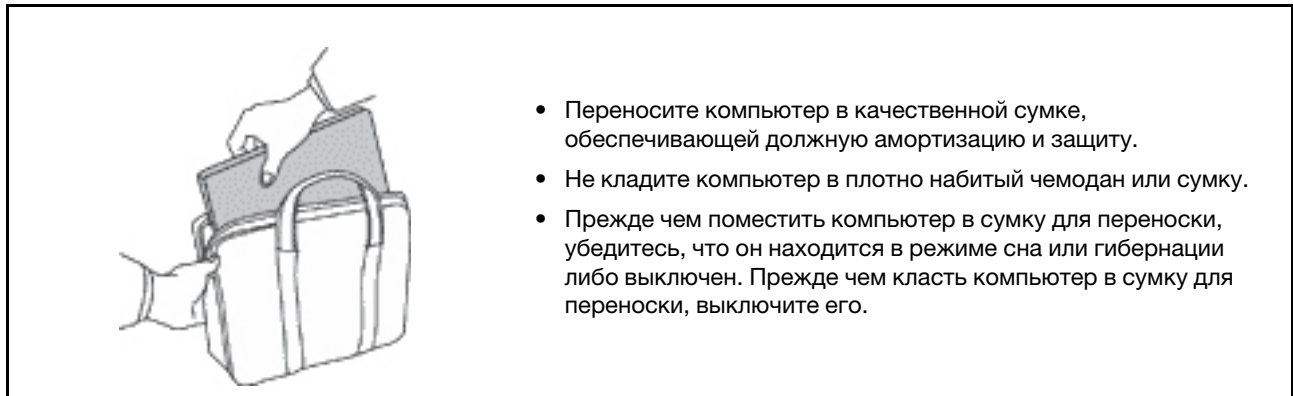 • Переносите компьютер в качественной сумке,
обеспечивающей должную амортизацию и защиту.
• Не кладите компьютер в плотно набитый чемодан или сумку.
• Прежде чем поместить компьютер в сумку для переноски,
убедитесь, что он находится в режиме сна или гибернации
либо выключен. Прежде чем класть компьютер в сумку для
переноски, выключите его.